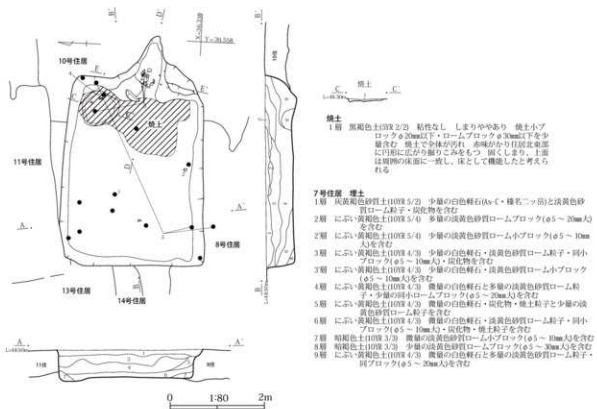 B'
D'
X=26.710
Y=-70.558
10号住居
E'
焼土
11号住居
A
A'
8号住居
13号住居
14号住居
B
A
A'
11住
8住
0 1:80 2m
10住
焼土
C C'
焼土
1層 黒褐色土(5YR 2/2) 粘性なし しまりややあり 焼土小ブ
ロックφ20mm以下・ロームブロックφ30mm以下を少
量含む 焼土で全体が汚れ 赤味がかり住居北東部
に円形に広がり掘りこみをもつ 固くしまり、上面
は周囲の床面に一致し、床として機能したと考えら
れる
7号住居 埋土
1層 灰黄褐色砂質土(10YR 5/2) 少量の白色軽石(As-C・榛名二ッ岳)と淡黄色砂
質ローム粒子・炭化物を含む
2層 にぶい黄褐色土(10YR 5/4) 多量の淡黄色砂質ロームブロック(φ5～20mm大)
を含む
2'層 にぶい黄褐色土(10YR 5/4) 少量の淡黄色砂質ローム小ブロック(φ5～10mm
大)を含む
3層 にぶい黄褐色土(10YR 4/3) 少量の白色軽石・淡黄色砂質ローム粒子・同小
ブロック(φ5～10mm大)・炭化物を含む
3'層 にぶい黄褐色土(10YR 4/3) 少量の白色軽石・淡黄色砂質ローム小ブロック
(φ5～10mm大)を含む
4層 にぶい黄褐色土(10YR 4/3) 微量の白色軽石と多量の淡黄色砂質ローム粒
子・少量の同小ロームブロック(φ5～20mm大)を含む
5層 にぶい黄褐色土(10YR 4/3) 微量の白色軽石・炭化物・焼土粒子と少量の淡
黄色砂質ローム粒子を含む
6層 にぶい黄褐色土(10YR 4/3) 微量の白色軽石・淡黄色砂質ローム粒子・同小
ブロック(φ5～10mm大)・炭化物・焼土粒子を含む
7層 暗褐色土(10YR 3/3) 微量の淡黄色砂質ローム小ブロック(φ5～10mm大)を含む
8層 暗褐色土(10YR 3/3) 少量の淡黄色砂質ロームブロック(φ5～30mm大)を含む
9層 にぶい黄褐色土(10YR 4/3) 微量の白色軽石と多量の淡黄色砂質ローム粒子・
同ブロック(φ5～20mm大)を含む